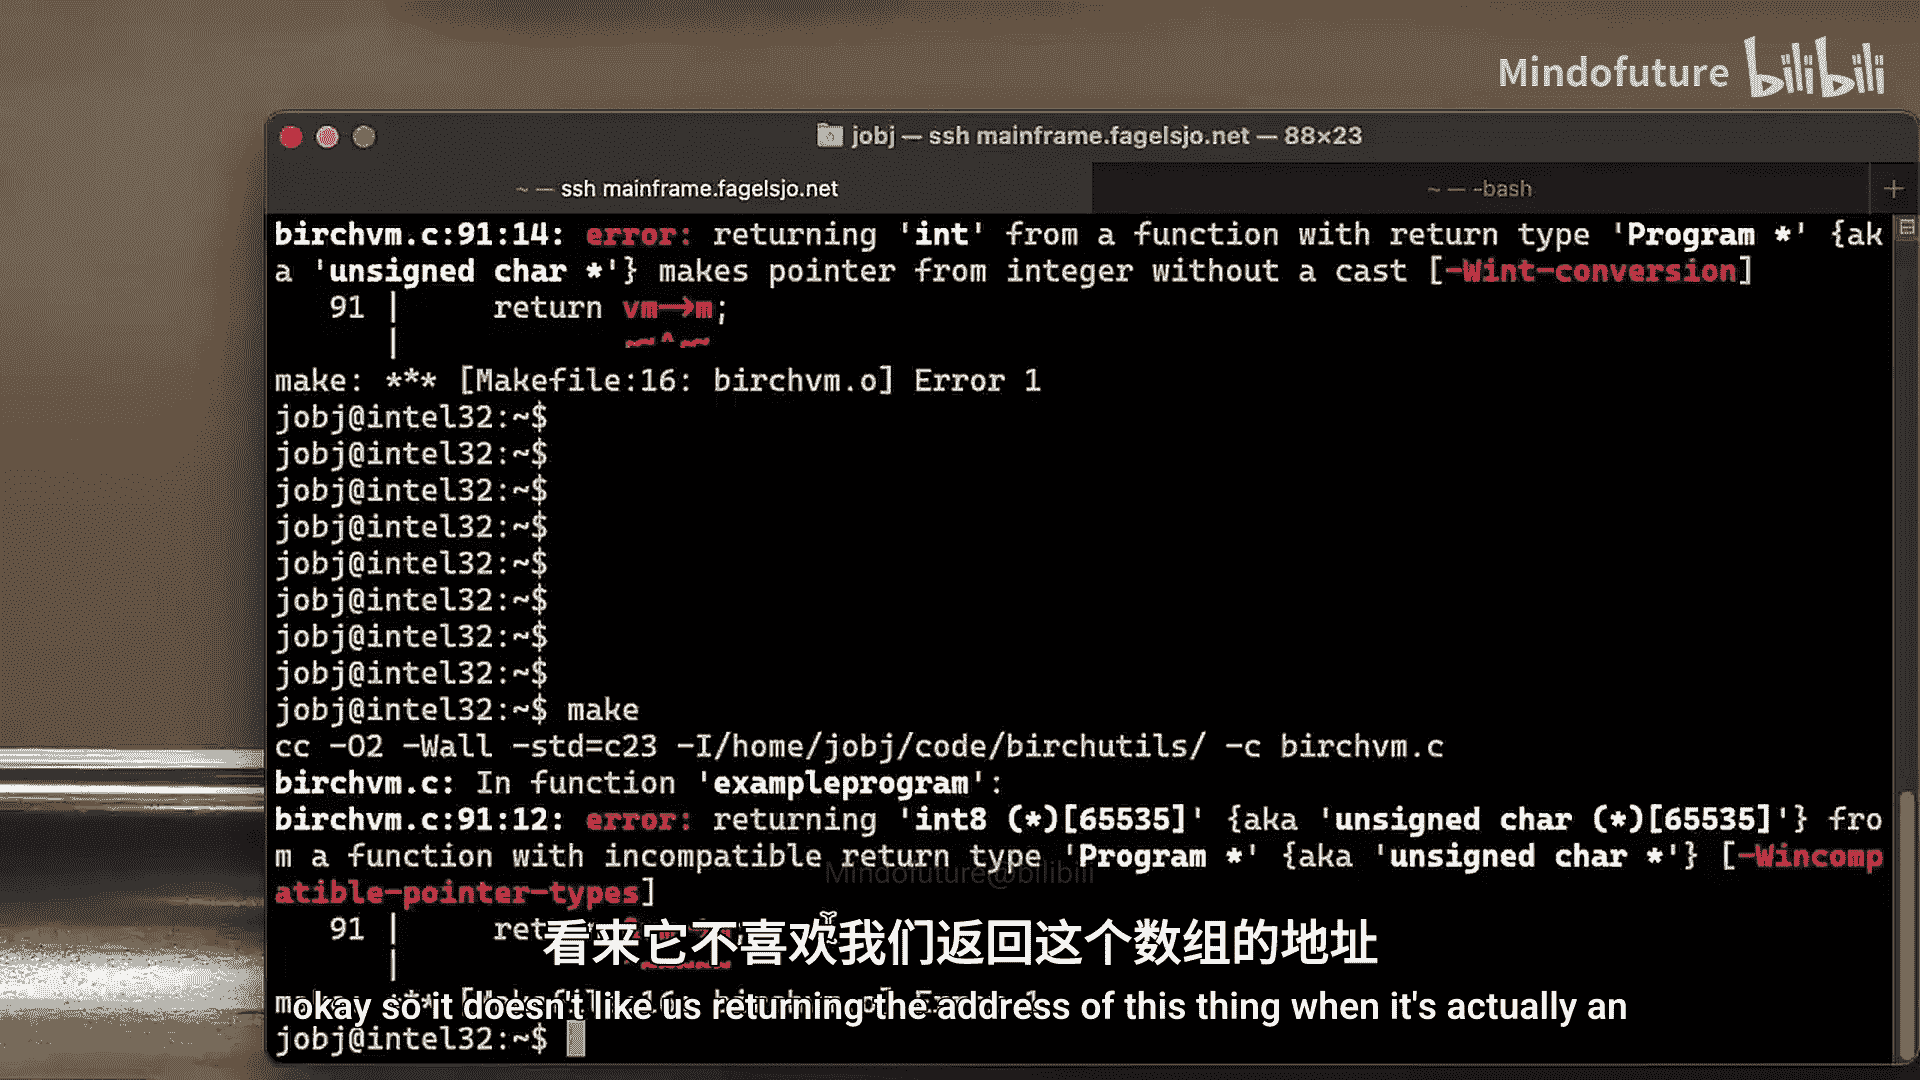 Mindofuture bilibili
jobj — ssh mainframe.fagelsjo.net — 88×23
~ — ssh mainframe.fagelsjo.net
~ — -bash
+
birchvm.c:91:14: error: returning 'int' from a function with return type 'Program *' {ak
a 'unsigned char *'} makes pointer from integer without a cast [-Wint-conversion]
91 | return vm->m;
| ~~^~~
make: *** [Makefile:16: birchvm.o] Error 1
jobj@intel32:~$
jobj@intel32:~$
jobj@intel32:~$
jobj@intel32:~$
jobj@intel32:~$
jobj@intel32:~$
jobj@intel32:~$
jobj@intel32:~$
jobj@intel32:~$ make
cc -O2 -Wall -std=c23 -I/home/jobj/code/birchutils/ -c birchvm.c
birchvm.c: In function 'exampleprogram':
birchvm.c:91:12: error: returning 'int8 (*)[65535]' {aka 'unsigned char (*)[65535]'} fro
m a function with incompatible return type 'Program *' {aka 'unsigned char *'} [-Wincomp
atible-pointer-types]
Mindofuture@bilibili
91 |
看来它不喜欢我们返回这个数组的地址
okay so it doesn't like us returning the address of this thing when it's actually an
jobj@intel32:~$